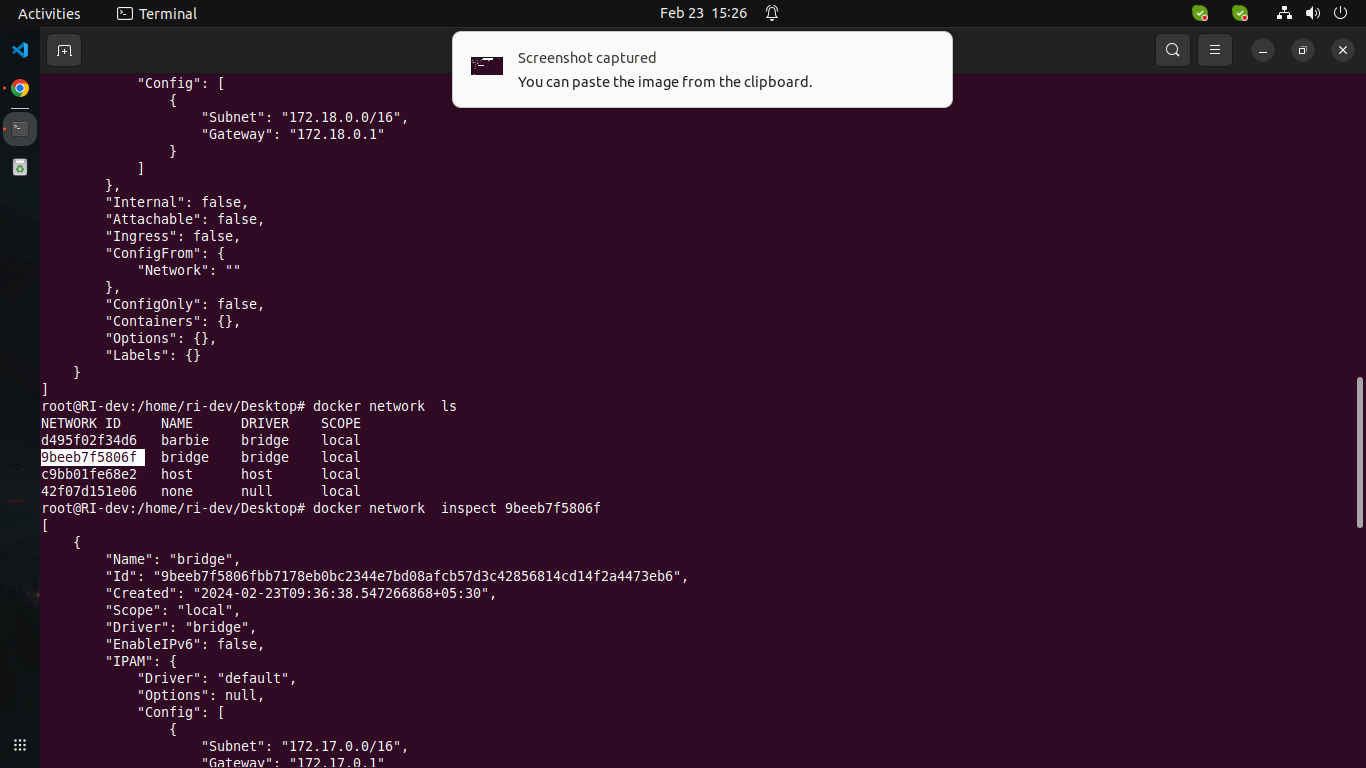 Activities
Terminal
Feb 23 15:26
Screenshot captured
You can paste the image from the clipboard.
"Config": [
{
"Subnet": "172.18.0.0/16",
"Gateway": "172.18.0.1"
}
]
},
"Internal": false,
"Attachable": false,
"Ingress": false,
"ConfigFrom": {
"Network": ""
},
"ConfigOnly": false,
"Containers": {},
"Options": {},
"Labels": {}
}
]
root@RI-dev:/home/ri-dev/Desktop# docker network  ls
NETWORK ID     NAME      DRIVER    SCOPE
d495f02f34d6   barbie    bridge    local
9beeb7f5806f   bridge    bridge    local
c9bb01fe68e2   host      host      local
42f07d151e06   none      null      local
root@RI-dev:/home/ri-dev/Desktop# docker network  inspect 9beeb7f5806f
[
{
"Name": "bridge",
"Id": "9beeb7f5806fbb7178eb0bc2344e7bd08afcb57d3c42856814cd14f2a4473eb6",
"Created": "2024-02-23T09:36:38.547266868+05:30",
"Scope": "local",
"Driver": "bridge",
"EnableIPv6": false,
"IPAM": {
"Driver": "default",
"Options": null,
"Config": [
{
"Subnet": "172.17.0.0/16",
"Gateway": "172.17.0.1"